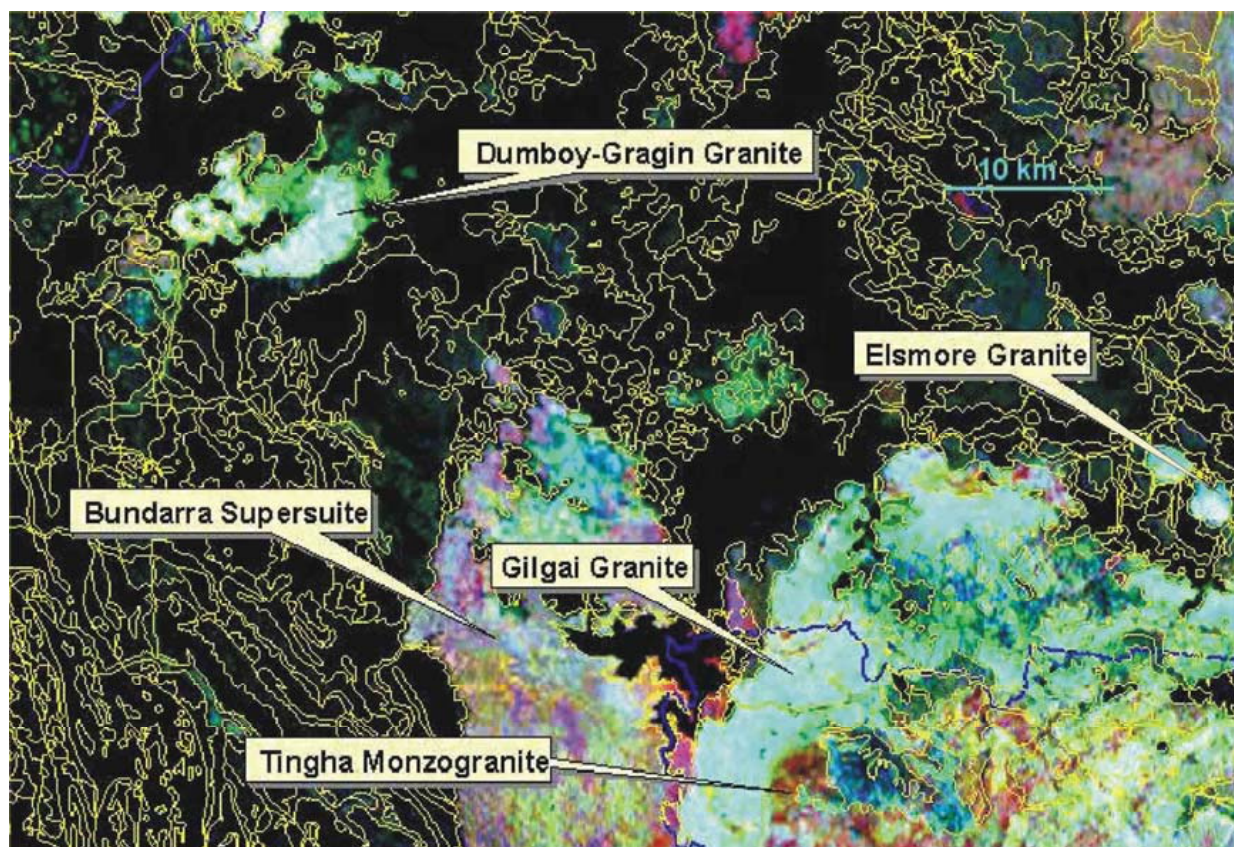 Dumboy-Gragin Granite
10 km
Elsmore Granite
Bundarra Supersuite
Gilgai Granite
Tingha Monzogranite